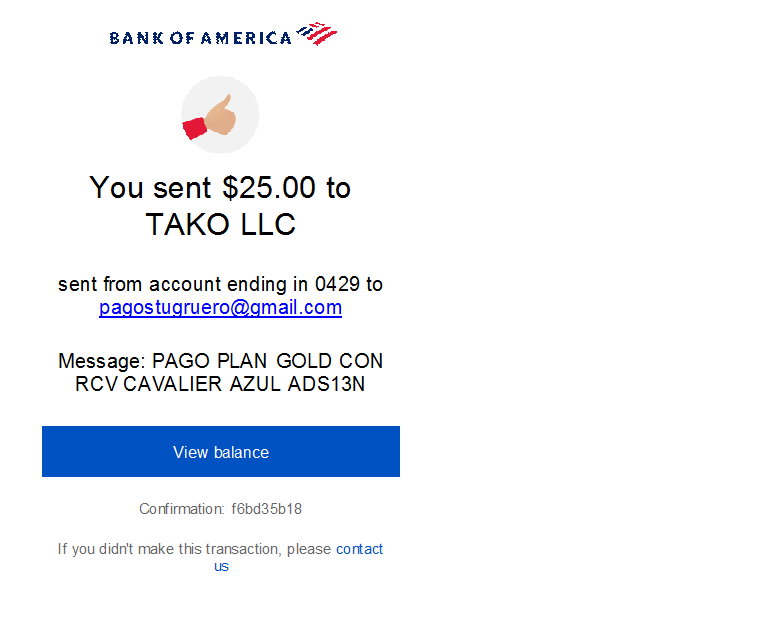 BANK OF AMERICA
You sent $25.00 to
TAKO LLC
sent from account ending in 0429 to
pagostugruero@gmail.com
Message: PAGO PLAN GOLD CON
RCV CAVALIER AZUL ADS13N
View balance
Confirmation: f6bd35b18
If you didn't make this transaction, please contact
us